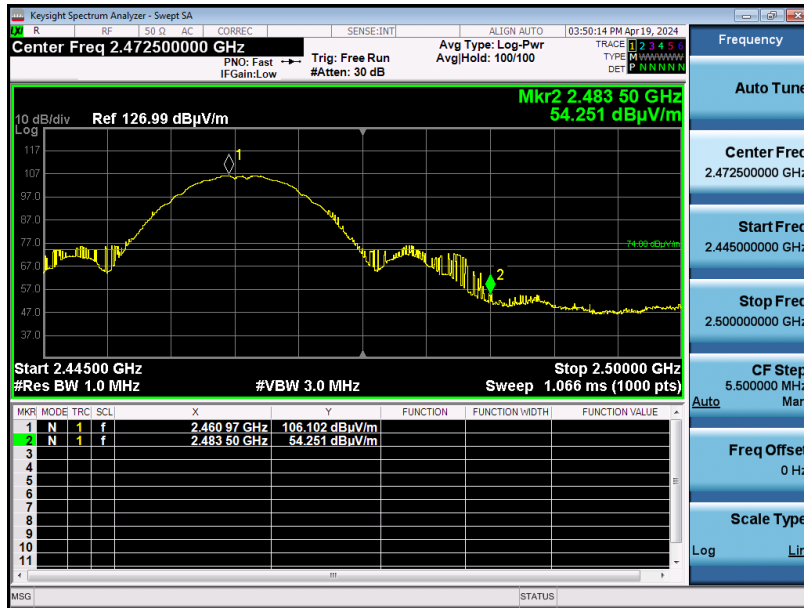 Keysight Spectrum Analyzer - Swept SA
LXI R RF 50 Ω AC CORREC SENSE:INT ALIGN AUTO 03:50:14 PM Apr 19, 2024
Center Freq 2.472500000 GHz
PNO: Fast
IFGain:Low
Trig: Free Run
#Atten: 30 dB
Avg Type: Log-Pwr
Avg|Hold: 100/100
TRACE 1 2 3 4 5 6
TYPE M W W W W W
DET P N N N N N
Mkr2 2.483 50 GHz
54.251 dBµV/m
10 dB/div Ref 126.99 dBµV/m
Log
117
107
97.0
87.0
77.0
67.0
57.0
47.0
37.0
1
2
74.00 dBµV/m
Start 2.44500 GHz Stop 2.50000 GHz
#Res BW 1.0 MHz #VBW 3.0 MHz Sweep 1.066 ms (1000 pts)
MKR MODE TRC SCL X Y FUNCTION FUNCTION WIDTH FUNCTION VALUE
1 N 1 f 2.460 97 GHz 106.102 dBµV/m
2 N 1 f 2.483 50 GHz 54.251 dBµV/m
3
4
5
6
7
8
9
10
11
MSG STATUS
Frequency
Auto Tune
Center Freq
2.472500000 GHz
Start Freq
2.445000000 GHz
Stop Freq
2.500000000 GHz
CF Step
5.500000 MHz
Auto Man
Freq Offset
0 Hz
Scale Type
Log Lin